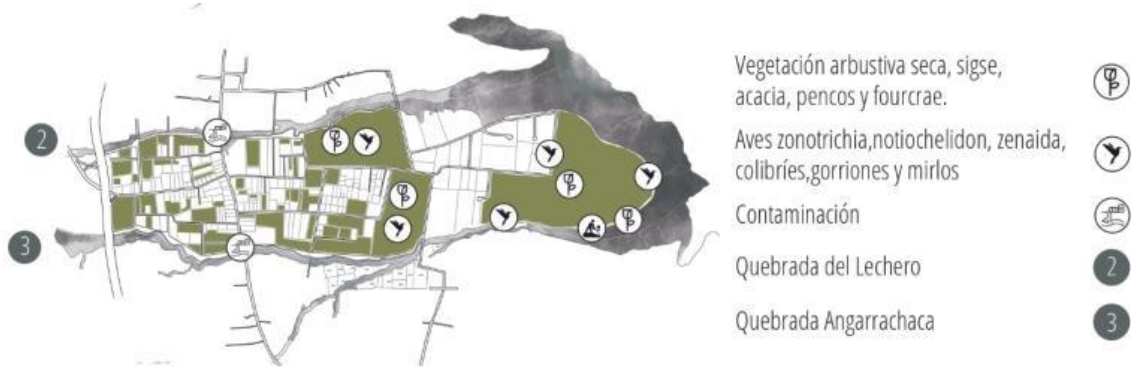 2
3
Vegetación arbustiva seca, sigse,
acacia, pencos y fourcrae.
Aves zonotrichia,notiochelidon, zenaida,
colibríes,gorriones y mirlos
Contaminación
Quebrada del Lechero
2
Quebrada Angarrachaca
3